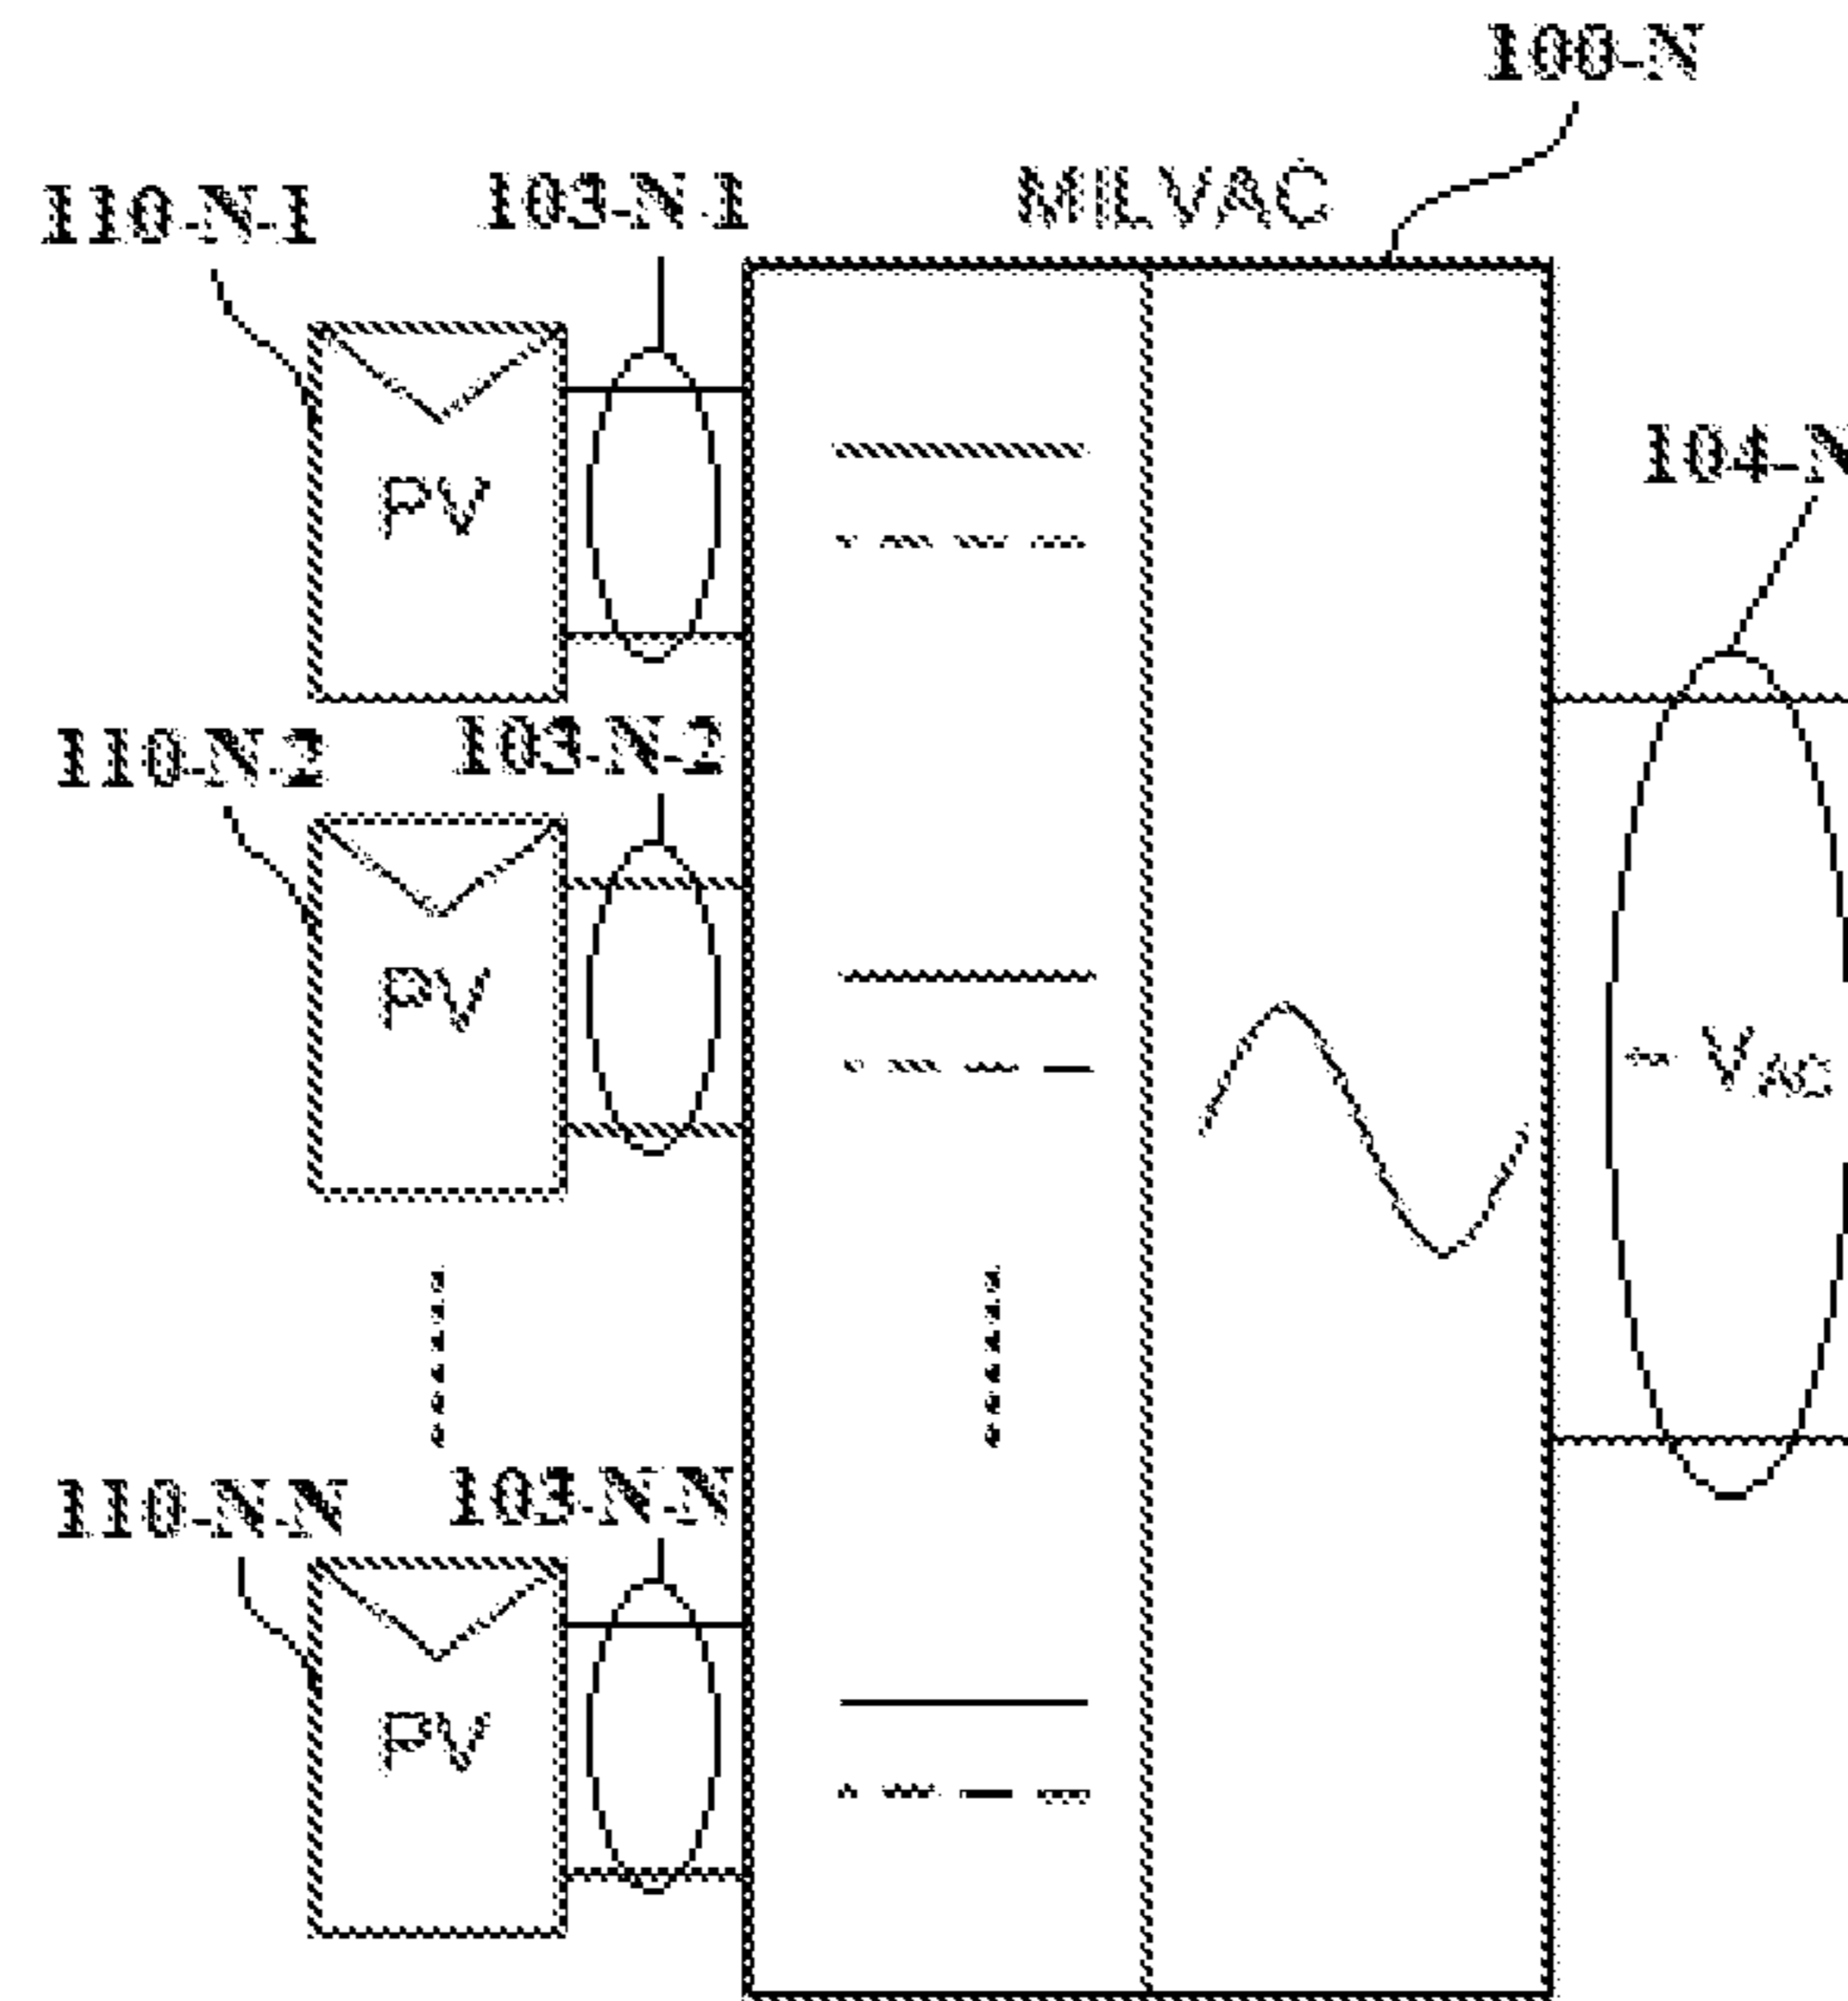 100-N
110-N-1
103-N-1
MILVAC
PV
104-N
110-N-2
103-N-2
PV
~ VAC
110-N-N
103-N-N
PV